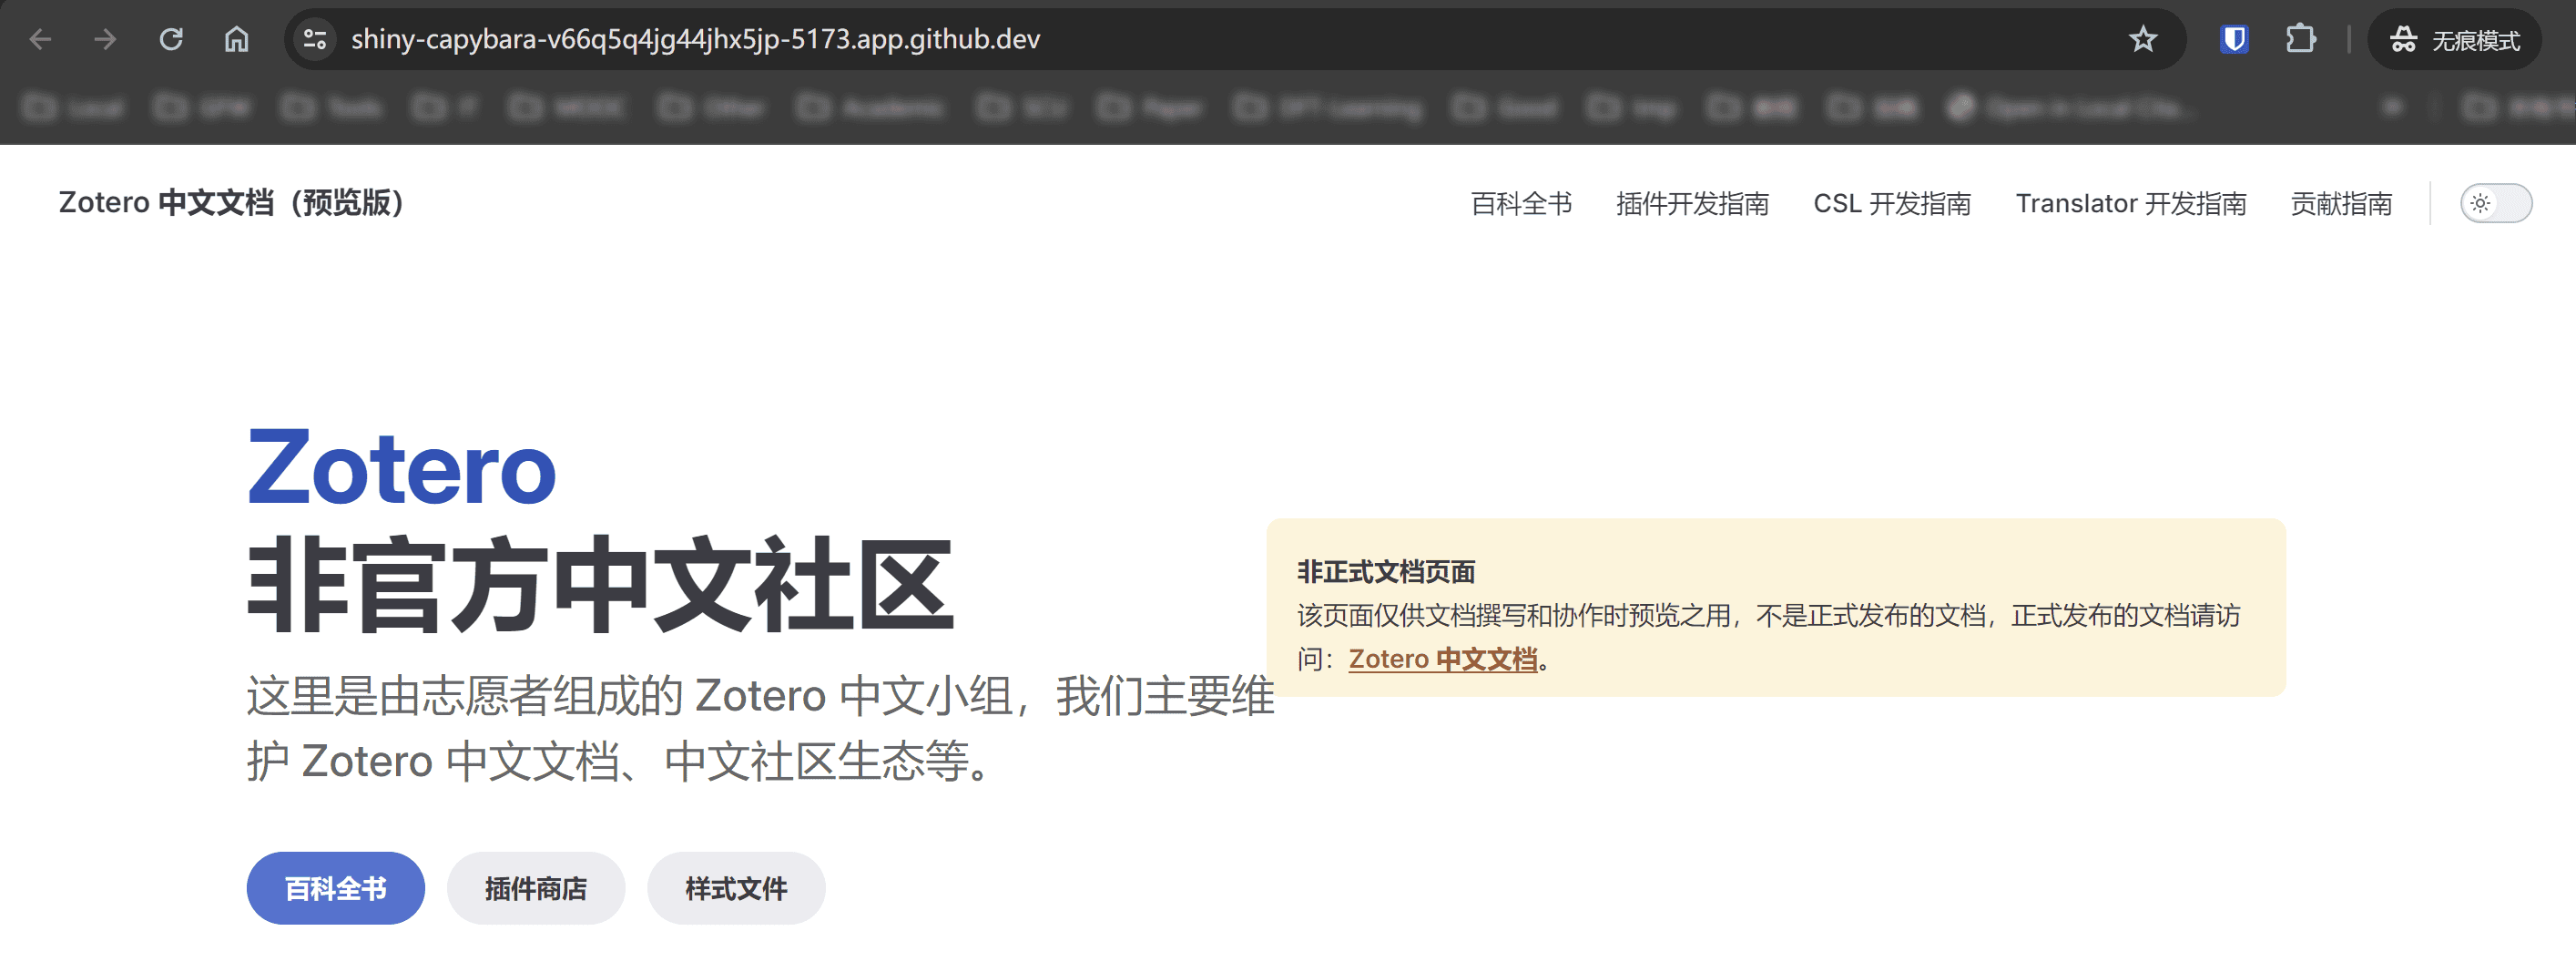 shiny-capybara-v66q5q4jg44jhx5jp-5173.app.github.dev
无痕模式
Zotero 中文文档（预览版）
百科全书 插件开发指南 CSL 开发指南 Translator 开发指南 贡献指南
Zotero
非官方中文社区
这里是由志愿者组成的 Zotero 中文小组，我们主要维
护 Zotero 中文文档、中文社区生态等。
百科全书 插件商店 样式文件
非正式文档页面
该页面仅供文档撰写和协作时预览之用，不是正式发布的文档，正式发布的文档请访
问：Zotero 中文文档。